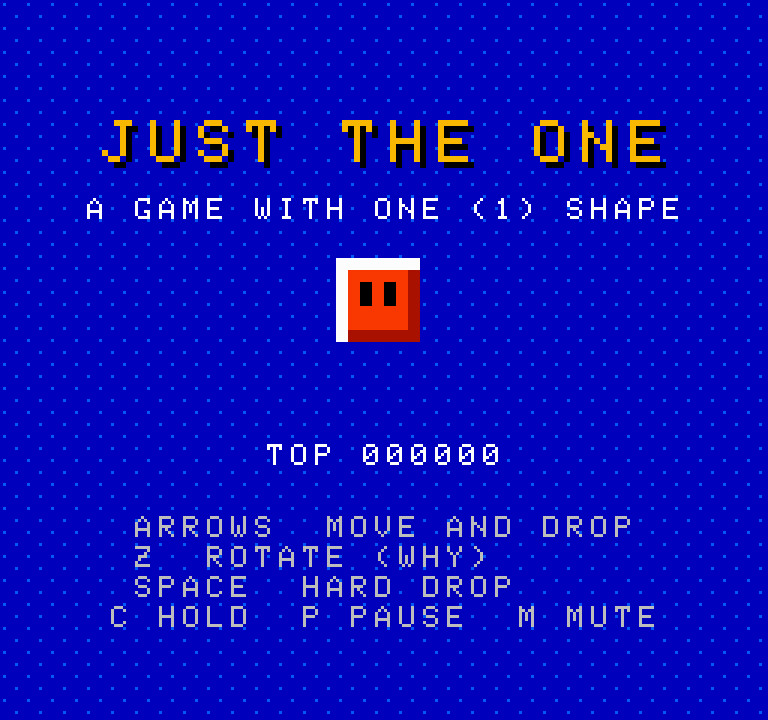 JUST THE ONE
A GAME WITH ONE (1) SHAPE
TOP 000000
ARROWS MOVE AND DROP
Z ROTATE (WHY)
SPACE HARD DROP
C HOLD P PAUSE M MUTE